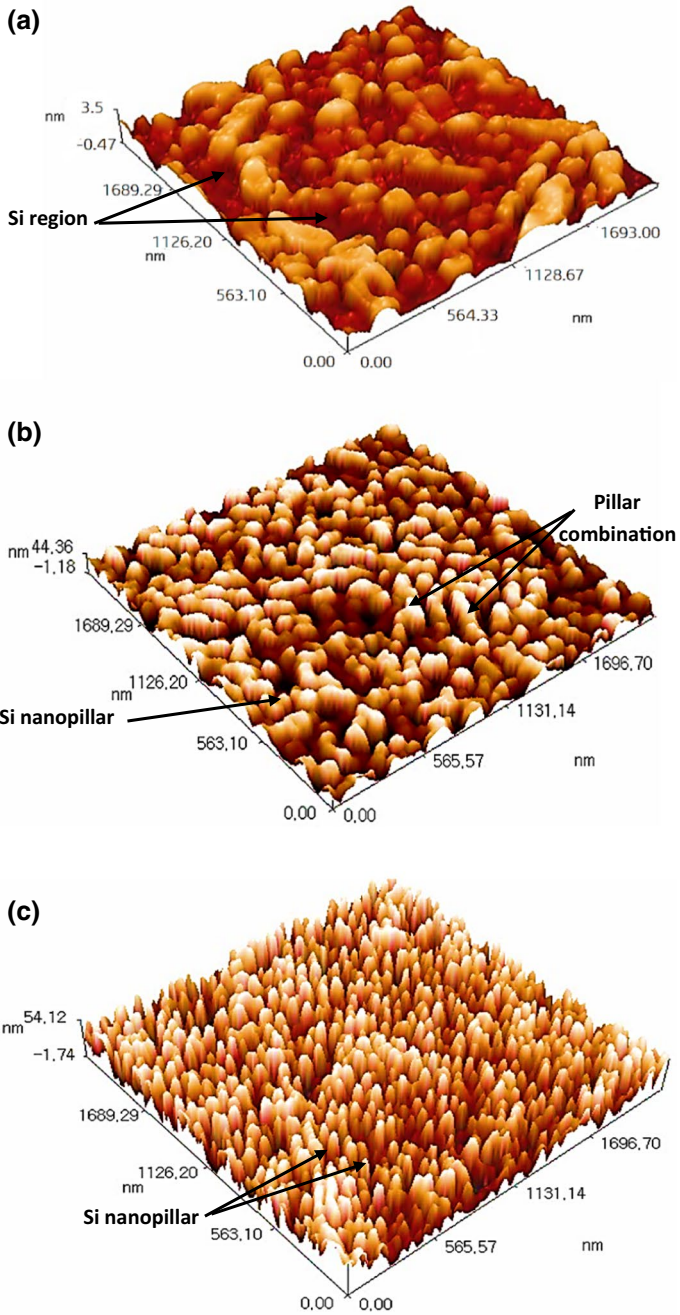 (a)
nm 3.5
-0.47
1689.29
Si region
1126.20
nm
563.10
0.00 0.00
564.33
1128.67
1693.00
nm
(b)
Pillar
combination
nm 44.36
-1.18
1689.29
1126.20
nm
Si nanopillar
563.10
0.00 0.00
565.57
1131.14
1696.70
nm
(c)
nm 54.12
-1.74
1689.29
1126.20
nm
Si nanopillar
563.10
0.00 0.00
565.57
1131.14
1696.70
nm